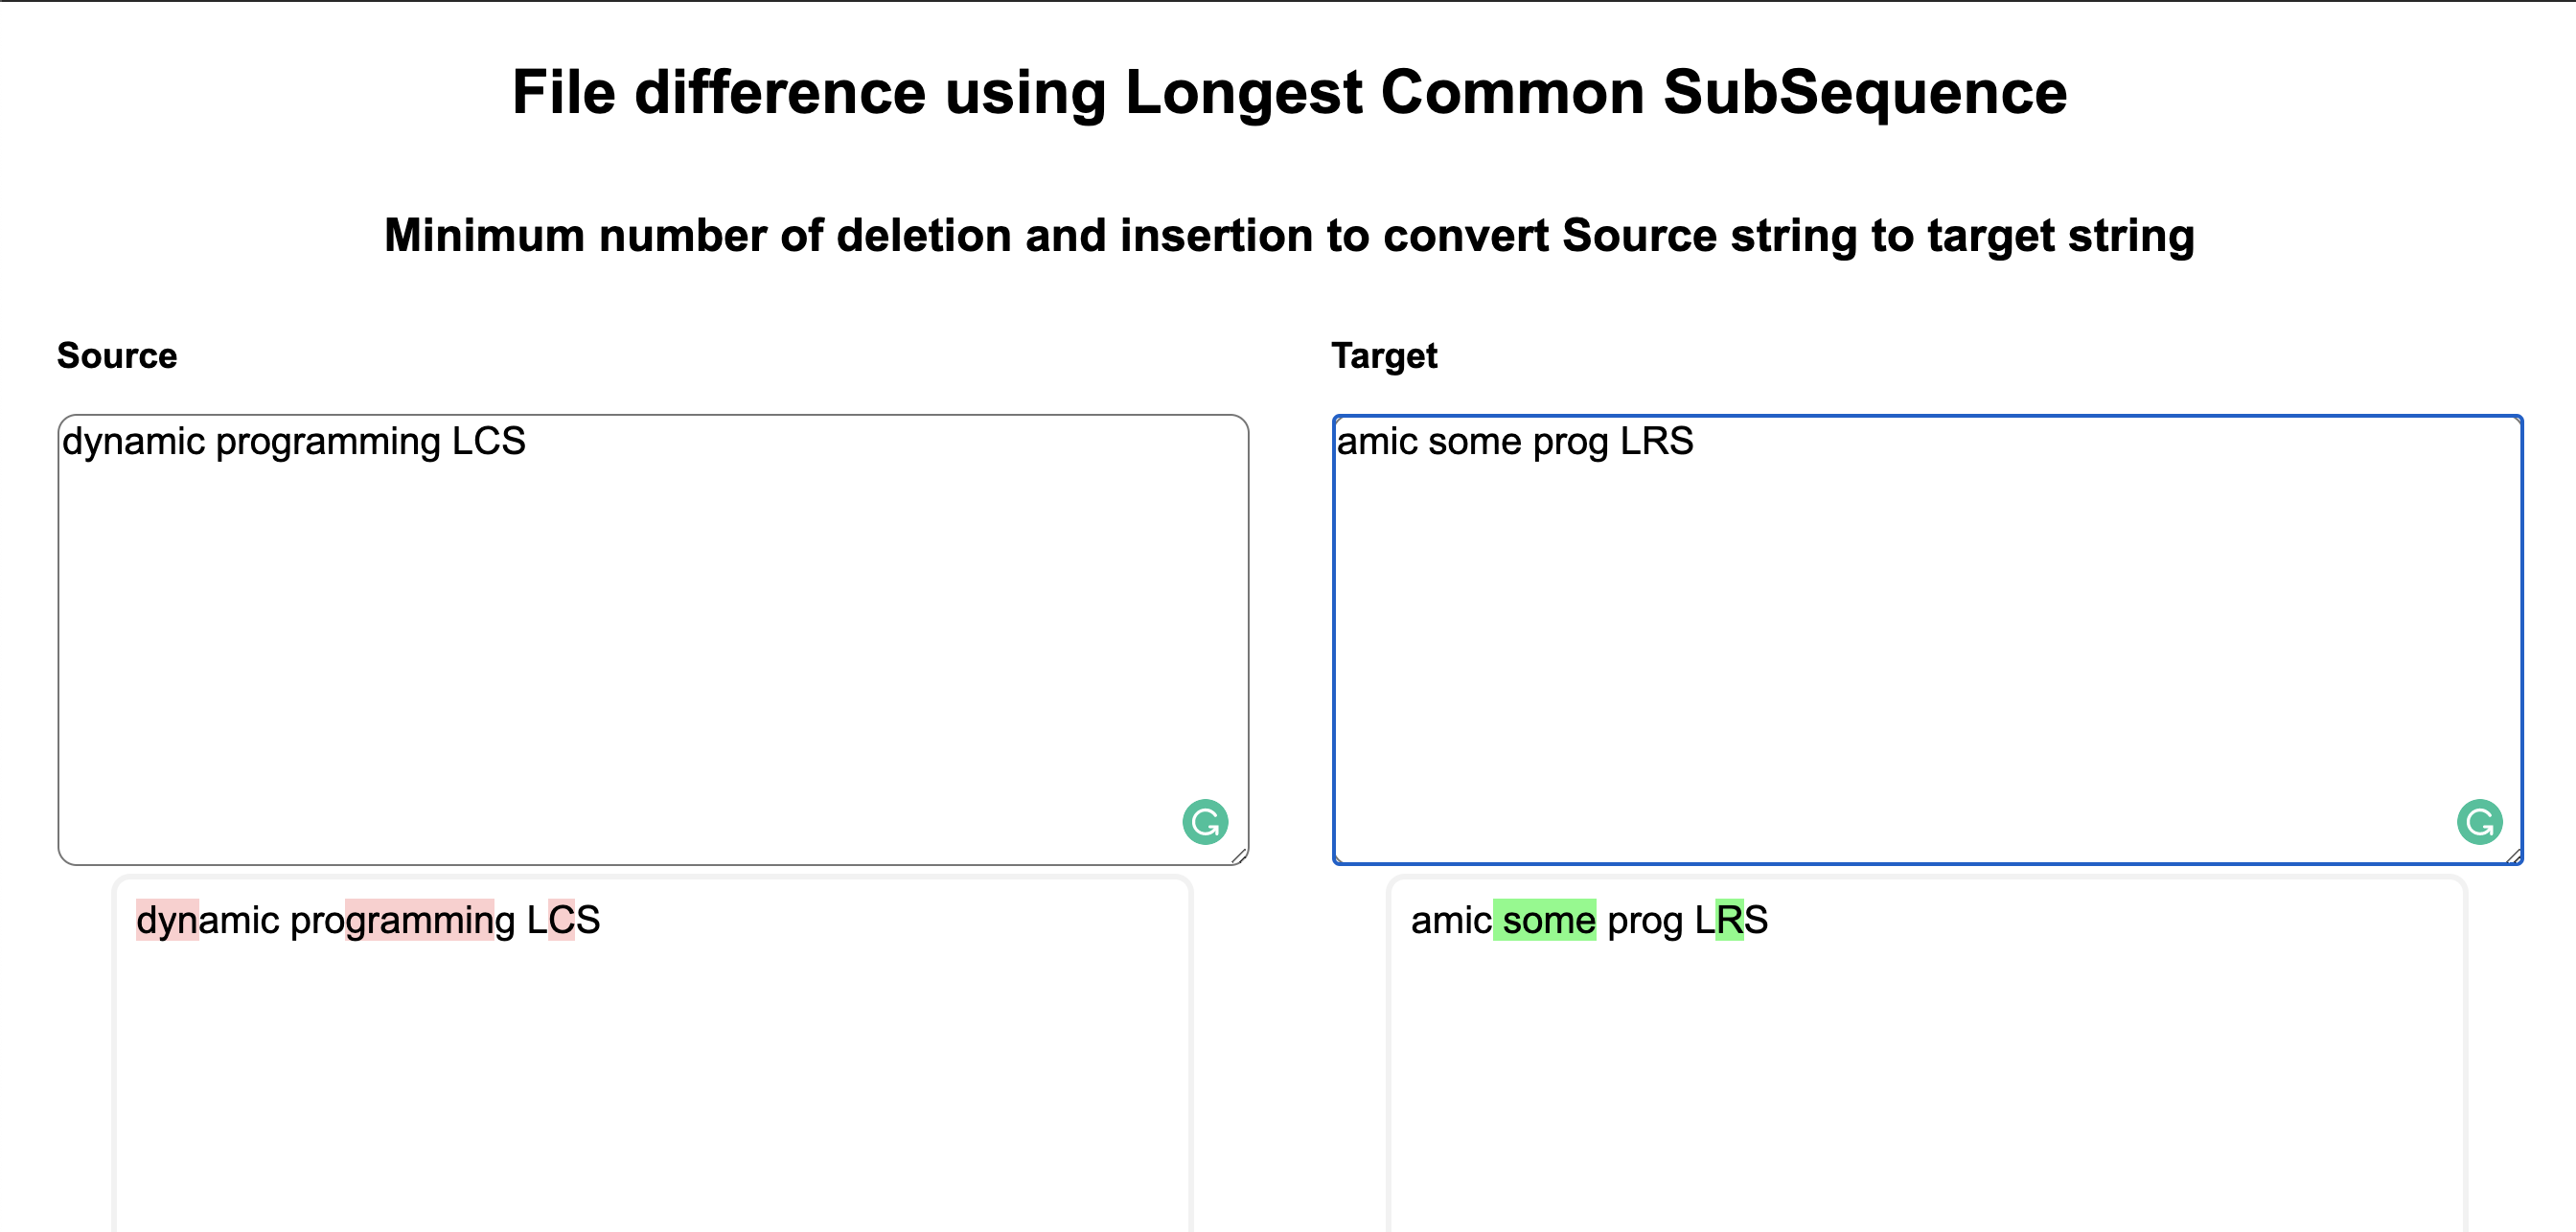 File difference using Longest Common SubSequence
Minimum number of deletion and insertion to convert Source string to target string
Source
Target
dynamic programming LCS
amic some prog LRS
dynamic programming LCS
amic some prog LRS